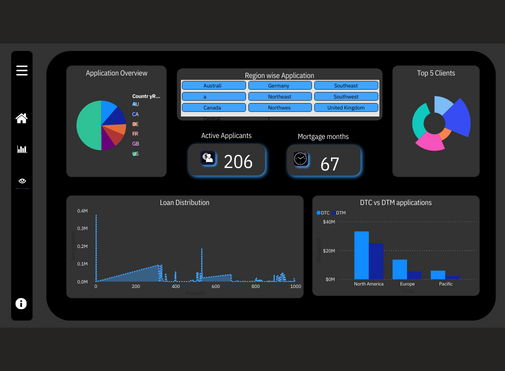 Application Overview
CountryR...
AU
CA
DE
FR
GB
US
Region wise Application
Australi
a
Canada
Germany
Northeast
Northwes
Southeast
Southwest
United Kingdom
Top 5 Clients
Active Applicants
206
Mortgage months
67
Loan Distribution
0.4M
0.3M
0.2M
0.1M
0.0M
0 200 400 600 800 1000
DTC vs DTM applications
DTC DTM
$40M
$20M
$0M
North America Europe Pacific